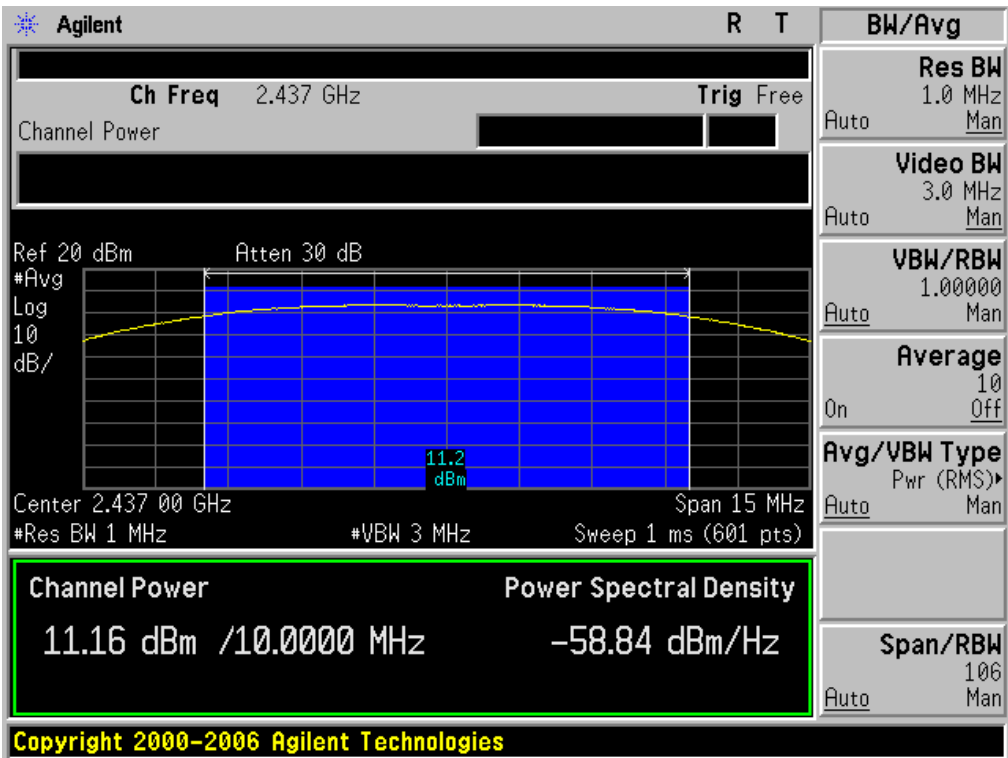 Agilent R T BW/Avg
Ch Freq 2.437 GHz Trig Free
Channel Power
Ref 20 dBm Atten 30 dB
#Avg
Log
10
dB/
11.2
dBm
Center 2.437 00 GHz Span 15 MHz
#Res BW 1 MHz #VBW 3 MHz Sweep 1 ms (601 pts)
Channel Power Power Spectral Density
11.16 dBm /10.0000 MHz -58.84 dBm/Hz
Res BW
1.0 MHz
Auto Man
Video BW
3.0 MHz
Auto Man
VBW/RBW
1.00000
Auto Man
Average
10
On Off
Avg/VBW Type
Pwr (RMS)▸
Auto Man
Span/RBW
106
Auto Man
Copyright 2000-2006 Agilent Technologies